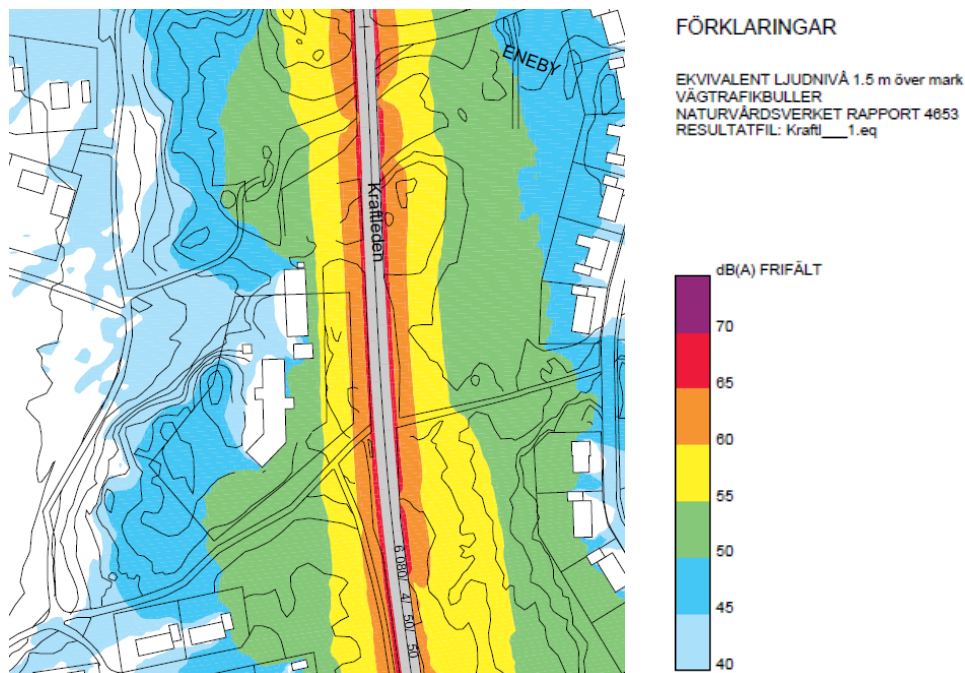 ENEBY
Kraftleden
6 080/ 4/ 50/ 50
FÖRKLARINGAR
EKVIVALENT LJUDNIVÅ 1.5 m över mark
VÄGTRAFIKBULLER
NATURVÅRDSVERKET RAPPORT 4653
RESULTATFIL: Kraftl___1.eq
dB(A) FRIFÄLT
70
65
60
55
50
45
40